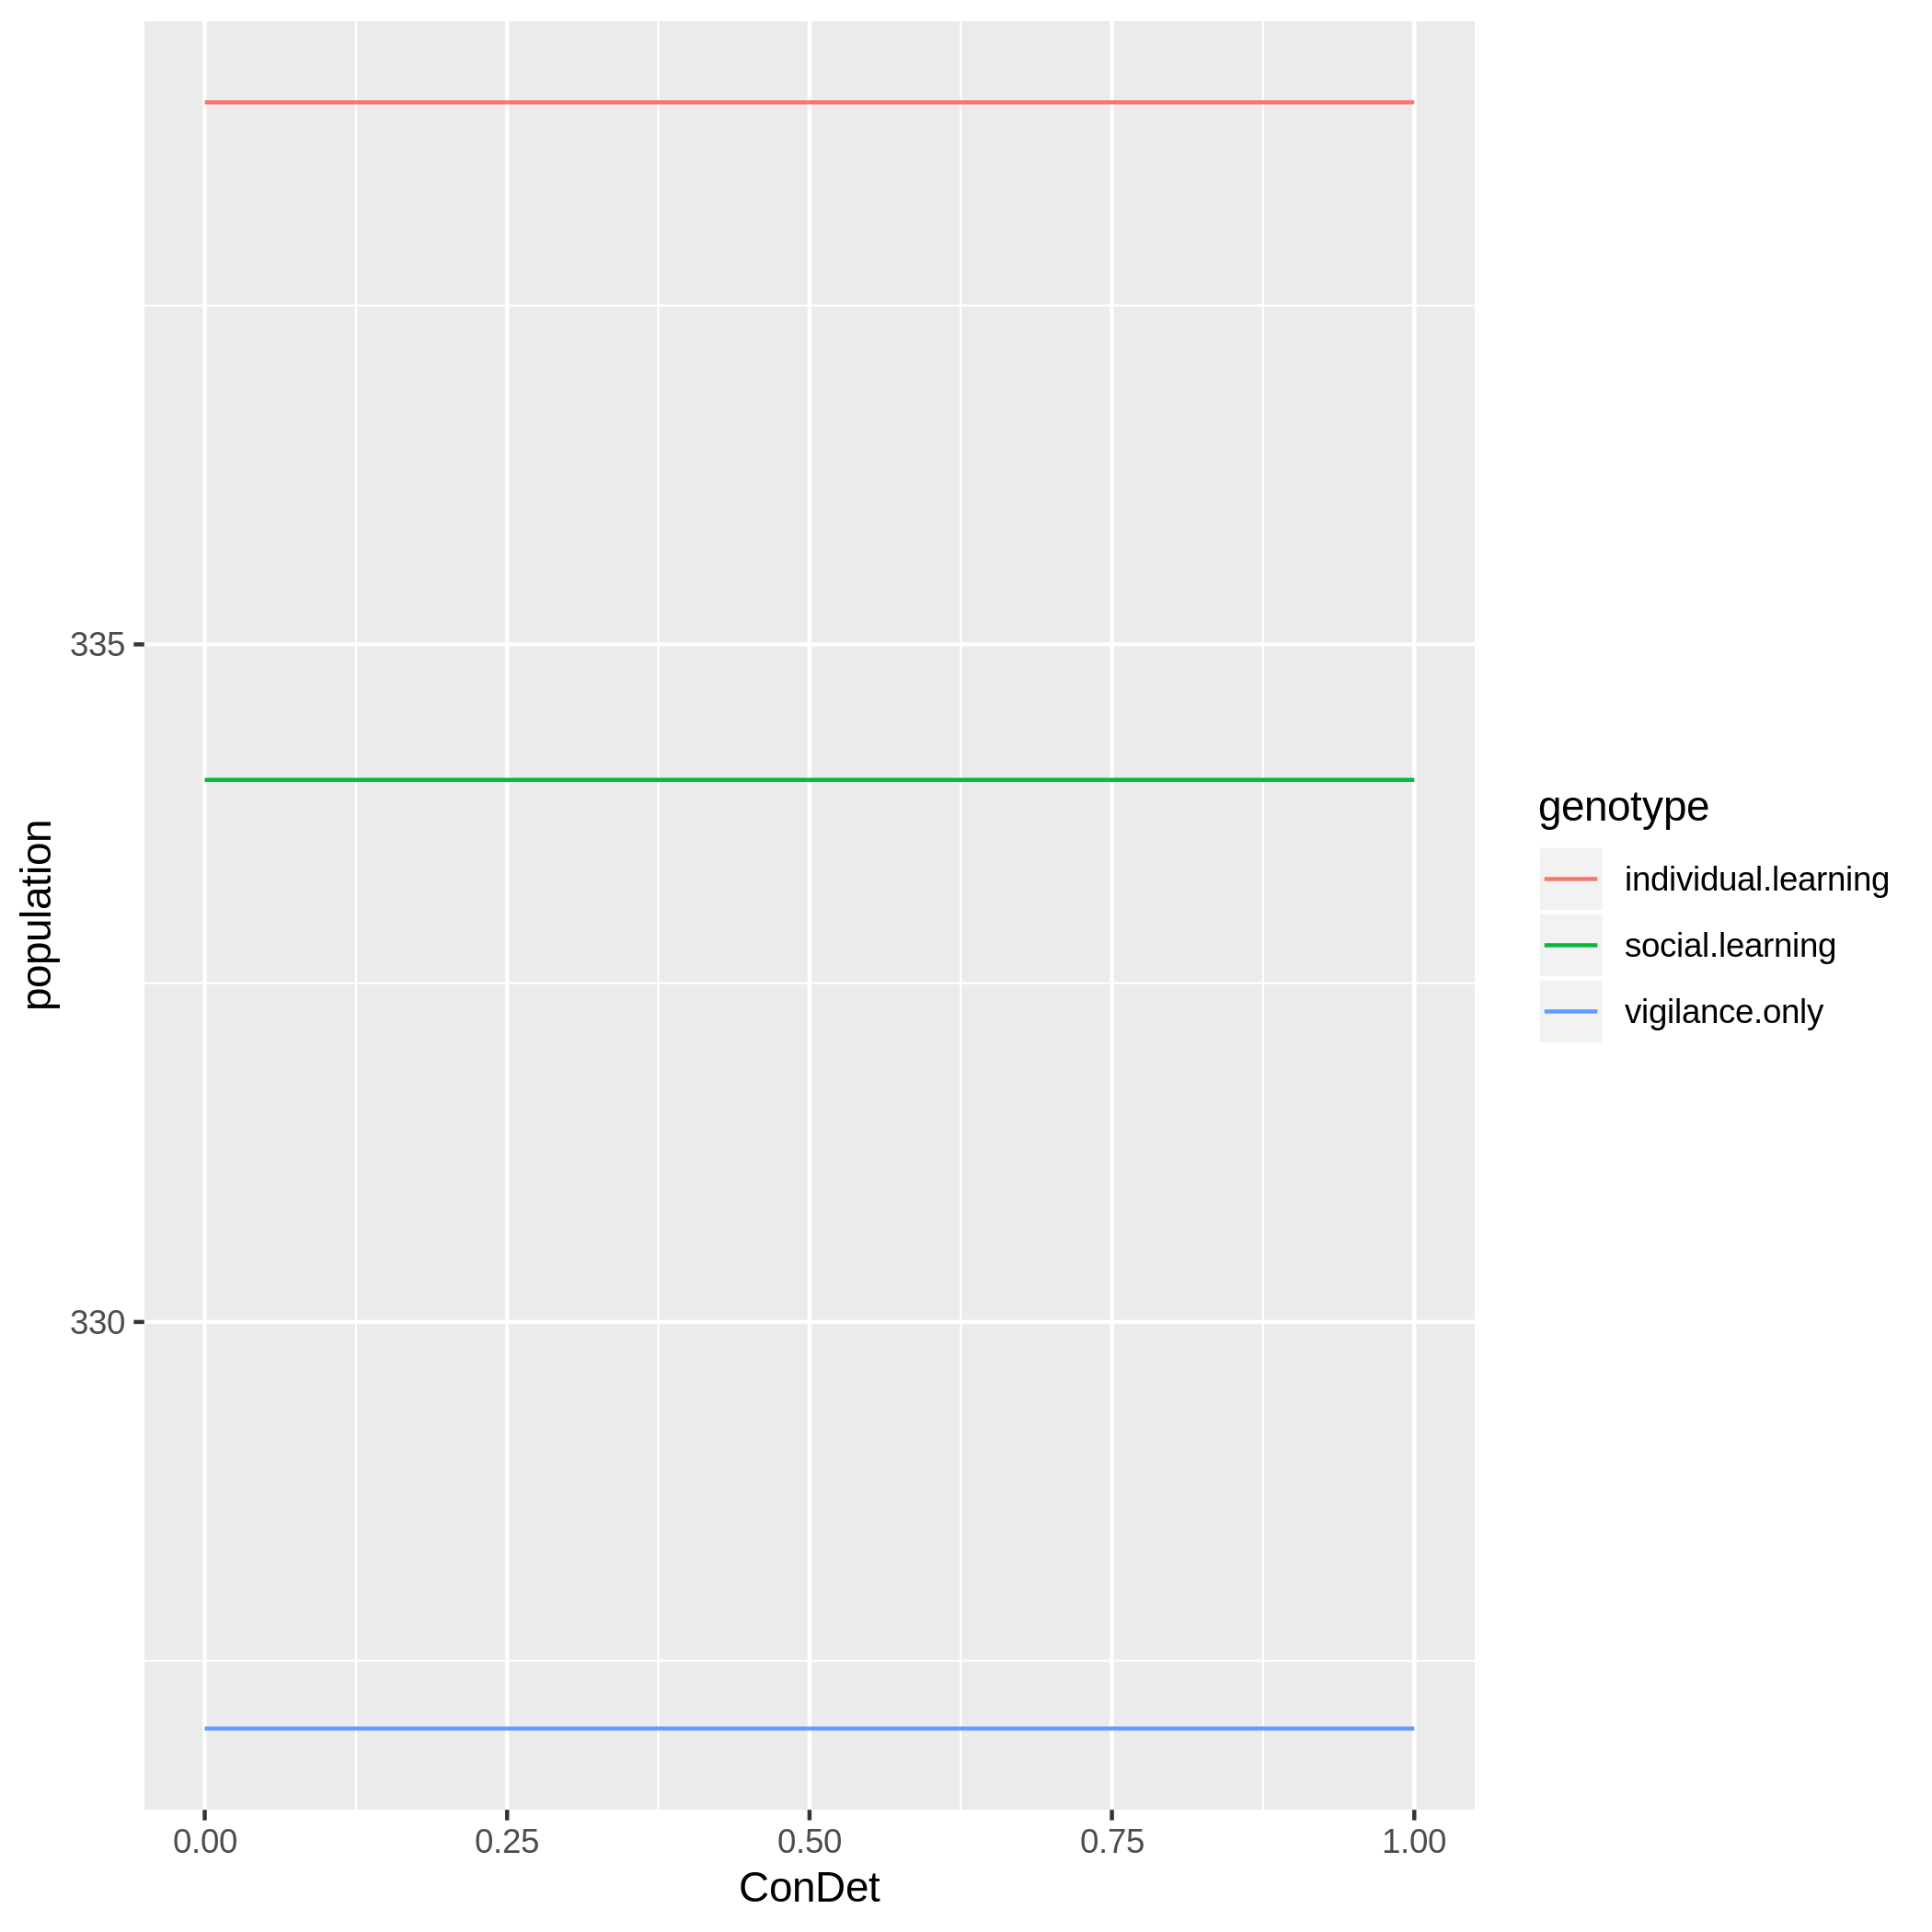 population
335
330
0.00 0.25 0.50 0.75 1.00
ConDet
genotype
individual.learning
social.learning
vigilance.only